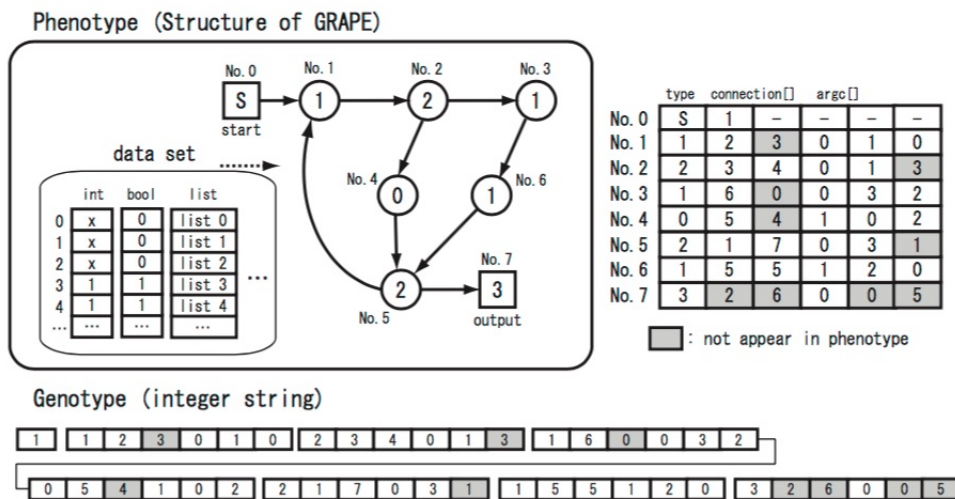 Phenotype (Structure of GRAPE)
No. 0 No. 1 No. 2 No. 3
S 1 2 1
start
data set
No. 4 No. 6
0 1
int bool list
0 x 0 list 0
1 x 0 list 1
2 x 0 list 2
3 1 1 list 3
4 1 1 list 4
... ... ... ...
...
No. 7
2 3
No. 5 output
type connection[] argc[]
No. 0 S 1 - - - -
No. 1 1 2 3 0 1 0
No. 2 2 3 4 0 1 3
No. 3 1 6 0 0 3 2
No. 4 0 5 4 1 0 2
No. 5 2 1 7 0 3 1
No. 6 1 5 5 1 2 0
No. 7 3 2 6 0 0 5
: not appear in phenotype
Genotype (integer string)
1 1 2 3 0 1 0 2 3 4 0 1 3 1 6 0 0 3 2
0 5 4 1 0 2 2 1 7 0 3 1 1 5 5 1 2 0 3 2 6 0 0 5